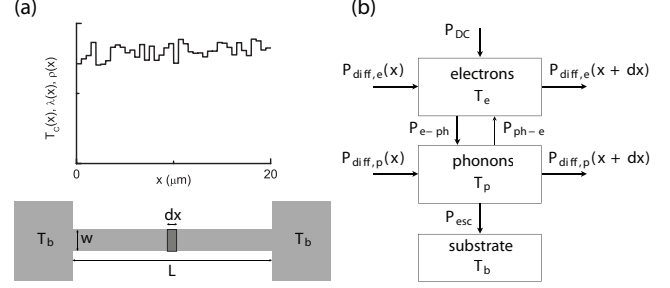 (a)
T_c(x), λ(x), ρ(x)
0
20
x (μm)
dx
T_b
w
T_b
L
(b)
P_DC
P_diff,e(x)
electrons
T_e
P_diff,e(x + dx)
P_e-ph
P_ph-e
P_diff,p(x)
phonons
T_p
P_diff,p(x + dx)
P_esc
substrate
T_b